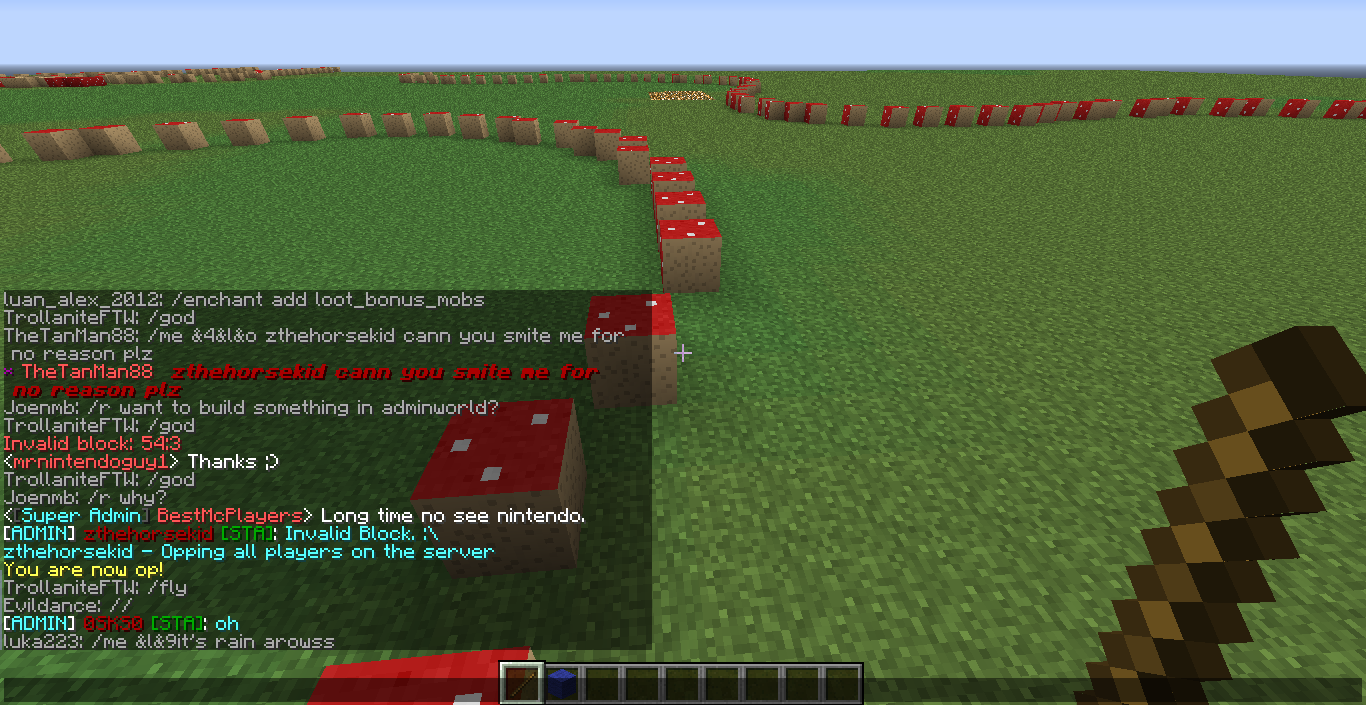 luan_alex_2012: /enchant add loot_bonus_mobs
TrollaniteFTW: /god
TheTanMan88: /me &4&l&o zthehorsekid cann you smite me for
no reason plz
* TheTanMan88 zthehorsekid cann you smite me for
no reason plz
Joenmb: /r want to build something in adminworld?
TrollaniteFTW: /god
Invalid block: 54:3
<mrnintendoguy1> Thanks ;)
TrollaniteFTW: /god
Joenmb: /r why?
<[Super Admin] BestMcPlayers> Long time no see nintendo.
[ADMIN] zthehorsekid [STA]: Invalid Block. :\
zthehorsekid - Opping all players on the server
You are now op!
TrollaniteFTW: /fly
Evildance: //
[ADMIN] 0SKSO [STA]: oh
luka223: /me &l&9it's rain arowss